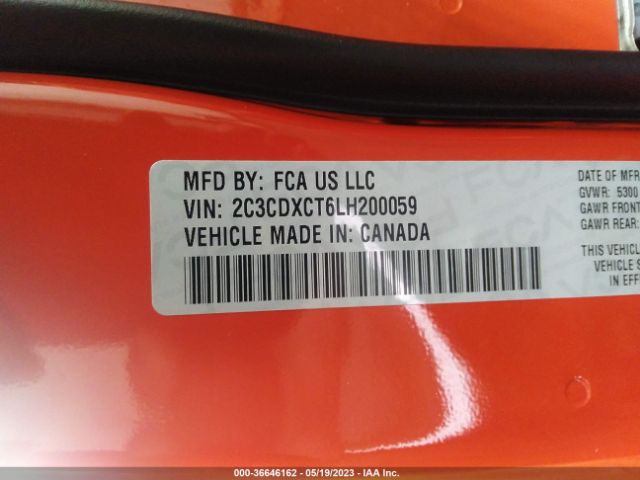 MFD BY: FCA US LLC
VIN: 2C3CDXCT6LH200059
VEHICLE MADE IN: CANADA
DATE OF MFR
GVWR: 5300
GAWR FRONT
GAWR REAR:
THIS VEHICLE
VEHICLE S
IN EFFE
000-36646162 - 05/19/2023 - IAA Inc.